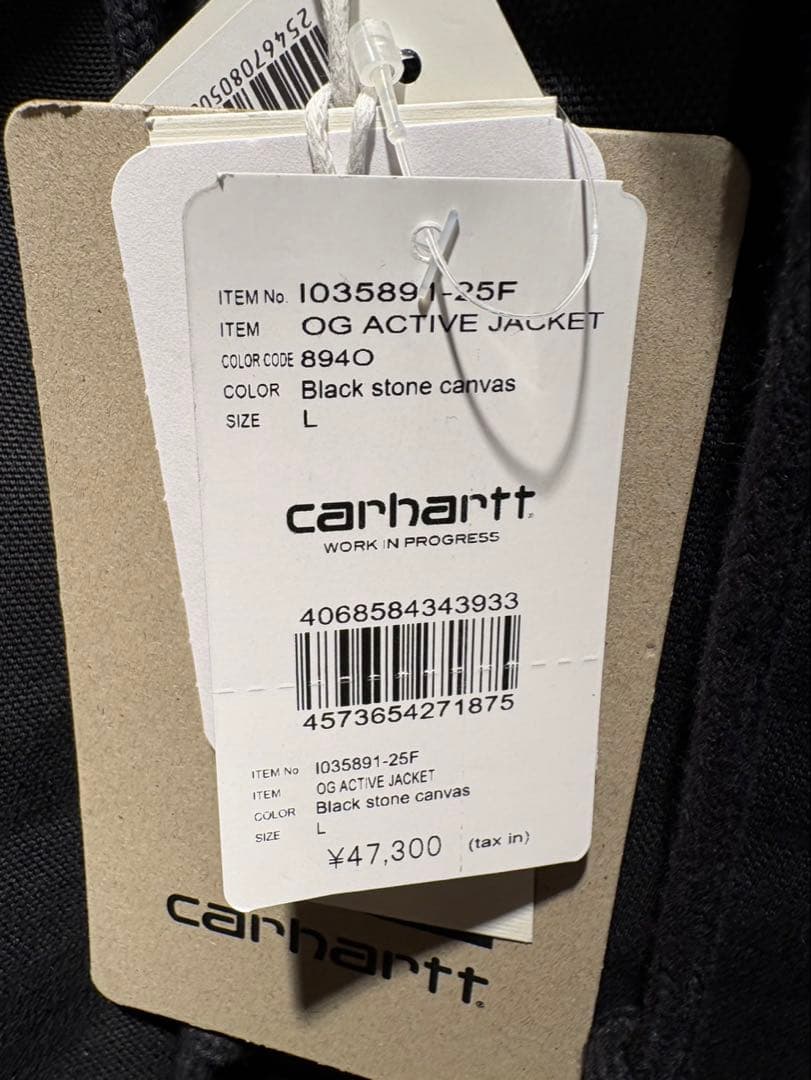 ITEM No. I035891-25F
ITEM OG ACTIVE JACKET
COLOR CODE 894O
COLOR Black stone canvas
SIZE L
carhartt.
WORK IN PROGRESS
4068584343933
4573654271875
ITEM No I035891-25F
ITEM OG ACTIVE JACKET
COLOR Black stone canvas
SIZE L
¥47,300 (tax in)
carhartt.